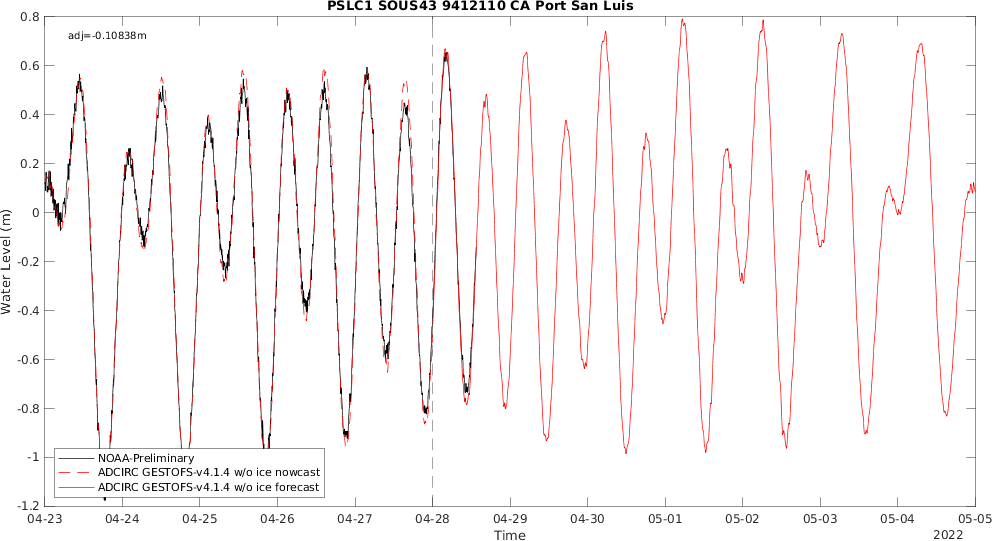 PSLC1 SOUS43 9412110 CA Port San Luis
adj=-0.10838m
0.8
0.6
0.4
0.2
0
-0.2
-0.4
-0.6
-0.8
-1
-1.2
Water Level (m)
NOAA-Preliminary
ADCIRC GESTOFS-v4.1.4 w/o ice nowcast
ADCIRC GESTOFS-v4.1.4 w/o ice forecast
04-23 04-24 04-25 04-26 04-27 04-28 04-29 04-30 05-01 05-02 05-03 05-04 05-05
Time
2022